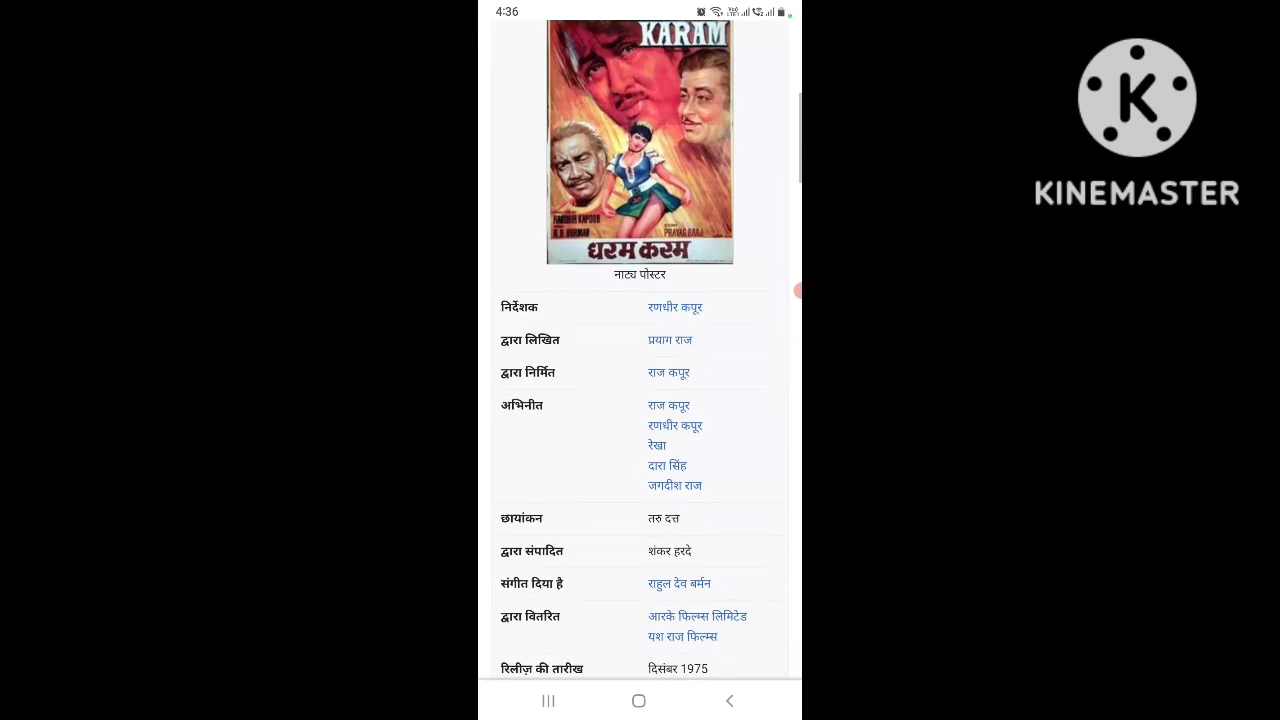 4:36
KARAM
RANDHIR KAPOOR
R.D. BURMAN
STORY
PRAYAG RAAJ
धरम करम
नाट्य पोस्टर
निर्देशक रणधीर कपूर
द्वारा लिखित प्रयाग राज
द्वारा निर्मित राज कपूर
अभिनीत राज कपूर
रणधीर कपूर
रेखा
दारा सिंह
जगदीश राज
छायांकन तरु दत्त
द्वारा संपादित शंकर हरदे
संगीत दिया है राहुल देव बर्मन
द्वारा वितरित आरके फिल्म्स लिमिटेड
यश राज फिल्म्स
रिलीज़ की तारीख दिसंबर 1975
K
KINEMASTER